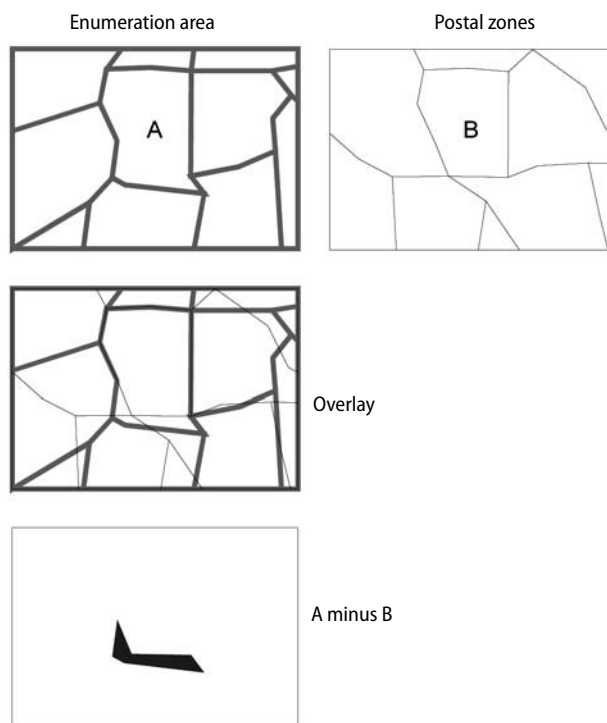 Enumeration area
Postal zones
A
B
Overlay
A minus B